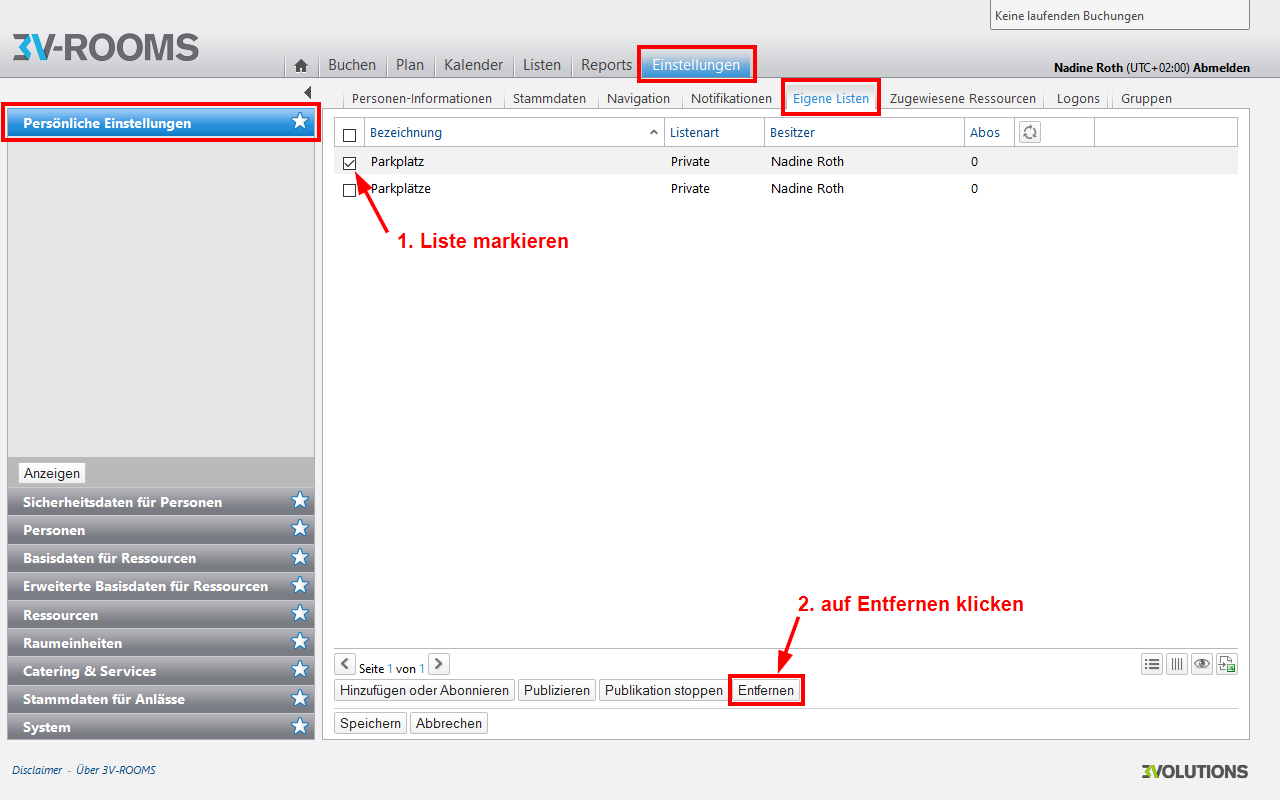 Keine laufenden Buchungen
3V-ROOMS
Buchen Plan Kalender Listen Reports Einstellungen
Nadine Roth (UTC+02:00) Abmelden
Personen-Informationen Stammdaten Navigation Notifikationen Eigene Listen Zugewiesene Ressourcen Logons Gruppen
Persönliche Einstellungen
Bezeichnung Listenart Besitzer Abos
Parkplatz Private Nadine Roth 0
Parkplätze Private Nadine Roth 0
1. Liste markieren
Anzeigen
Sicherheitsdaten für Personen
Personen
Basisdaten für Ressourcen
Erweiterte Basisdaten für Ressourcen
Ressourcen
Raumeinheiten
Catering & Services
Stammdaten für Anlässe
System
2. auf Entfernen klicken
Seite 1 von 1
Hinzufügen oder Abonnieren Publizieren Publikation stoppen Entfernen
Speichern Abbrechen
Disclaimer - Über 3V-ROOMS
3VOLUTIONS